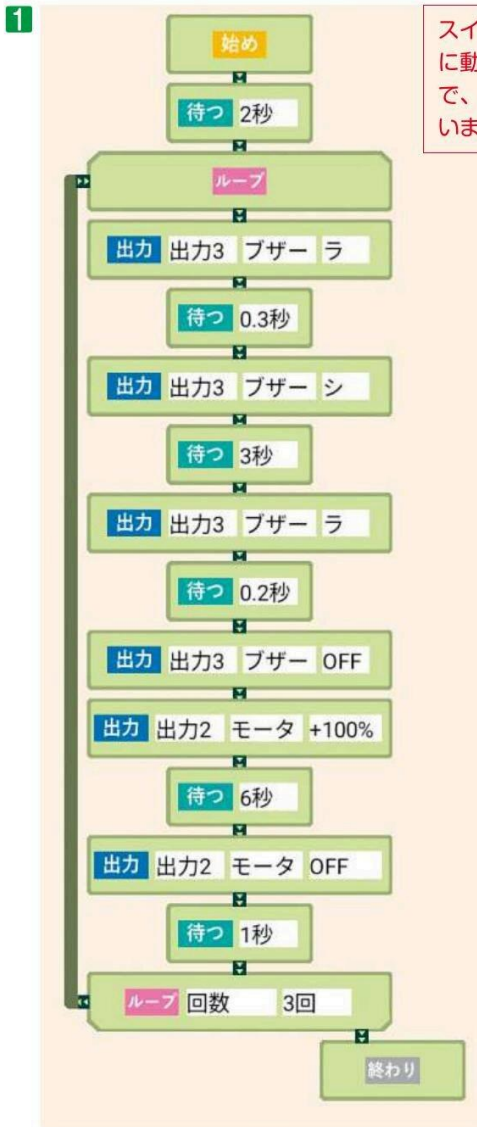 1
始め
待つ 2秒
ループ
出力 出力3 ブザー ラ
待つ 0.3秒
出力 出力3 ブザー シ
待つ 3秒
出力 出力3 ブザー ラ
待つ 0.2秒
出力 出力3 ブザー OFF
出力 出力2 モータ +100%
待つ 6秒
出力 出力2 モータ OFF
待つ 1秒
ループ 回数 3回
終わり
スイ
に動
で、
いま